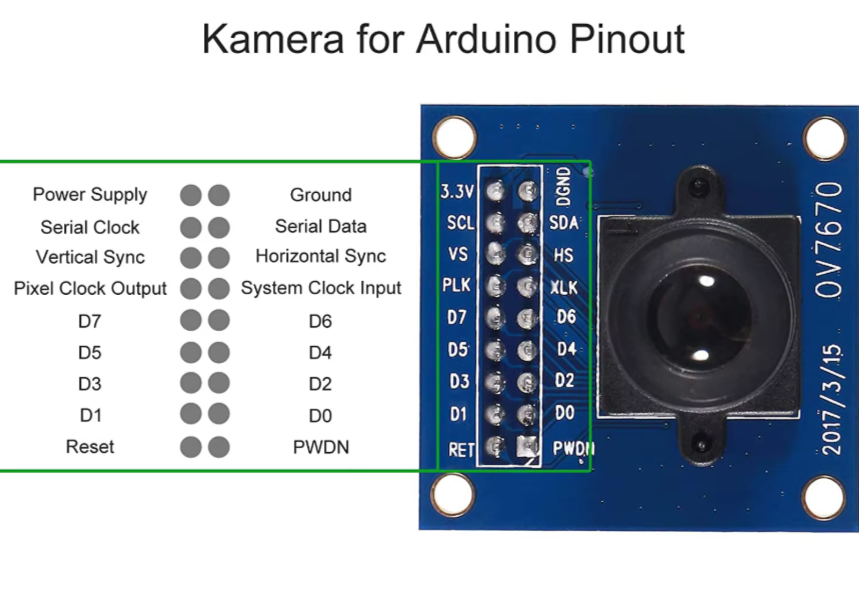 Kamera for Arduino Pinout
Power Supply Ground
Serial Clock Serial Data
Vertical Sync Horizontal Sync
Pixel Clock Output System Clock Input
D7 D6
D5 D4
D3 D2
D1 D0
Reset PWDN
3.3V DGND
SCL SDA
VS HS
PLK XLK
D7 D6
D5 D4
D3 D2
D1 D0
RET PWDN
OV7670
2017/3/15